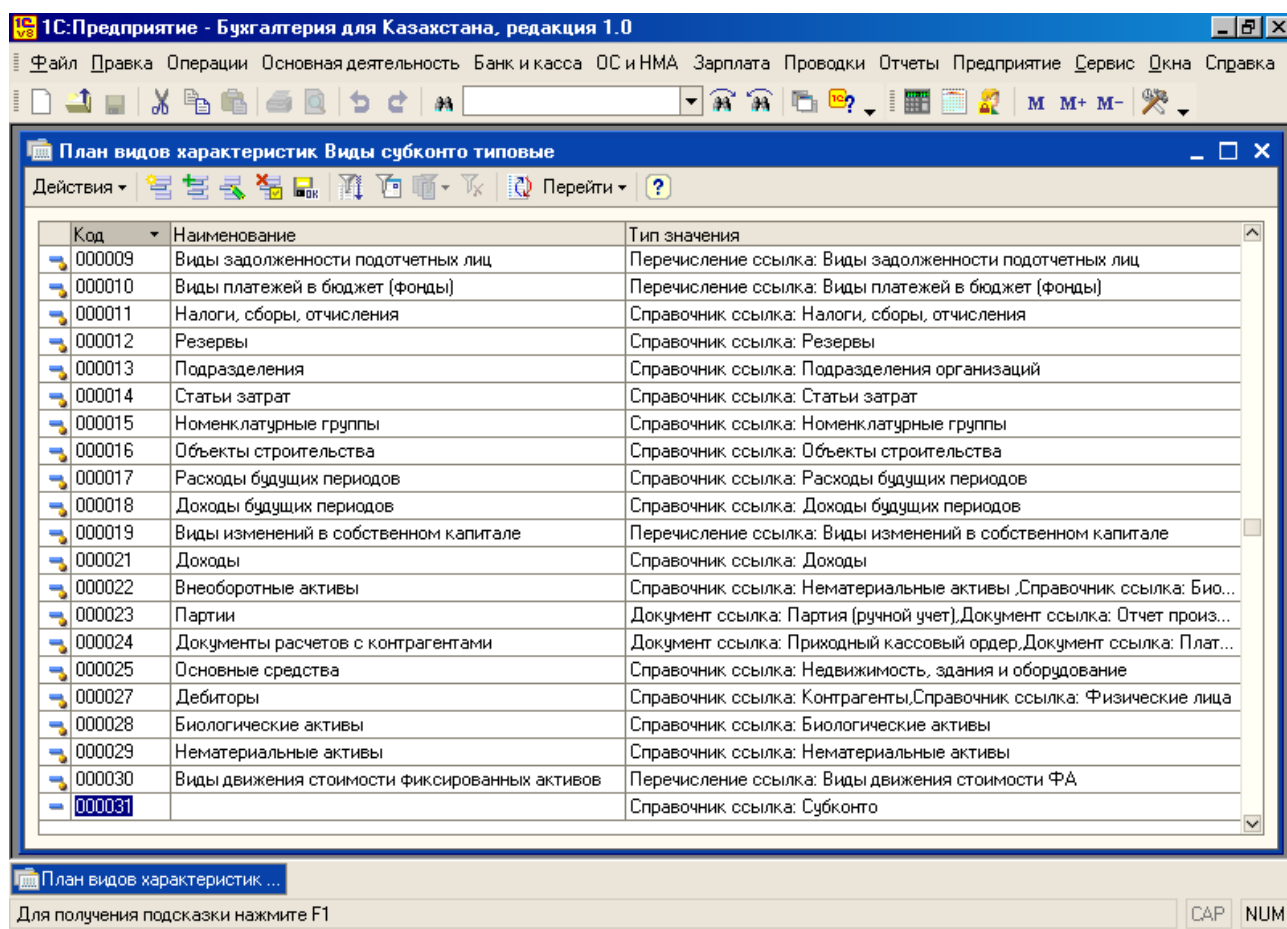 1С:Предприятие - Бухгалтерия для Казахстана, редакция 1.0
Файл Правка Операции Основная деятельность Банк и касса ОС и НМА Зарплата Проводки Отчеты Предприятие Сервис Окна Справка
M M+ M-
План видов характеристик Виды субконто типовые
Действия Перейти
Код Наименование Тип значения
000009 Виды задолженности подотчетных лиц Перечисление ссылка: Виды задолженности подотчетных лиц
000010 Виды платежей в бюджет (фонды) Перечисление ссылка: Виды платежей в бюджет (фонды)
000011 Налоги, сборы, отчисления Справочник ссылка: Налоги, сборы, отчисления
000012 Резервы Справочник ссылка: Резервы
000013 Подразделения Справочник ссылка: Подразделения организаций
000014 Статьи затрат Справочник ссылка: Статьи затрат
000015 Номенклатурные группы Справочник ссылка: Номенклатурные группы
000016 Объекты строительства Справочник ссылка: Объекты строительства
000017 Расходы будущих периодов Справочник ссылка: Расходы будущих периодов
000018 Доходы будущих периодов Справочник ссылка: Доходы будущих периодов
000019 Виды изменений в собственном капитале Перечисление ссылка: Виды изменений в собственном капитале
000021 Доходы Справочник ссылка: Доходы
000022 Внеоборотные активы Справочник ссылка: Нематериальные активы ,Справочник ссылка: Био...
000023 Партии Документ ссылка: Партия (ручной учет),Документ ссылка: Отчет произ...
000024 Документы расчетов с контрагентами Документ ссылка: Приходный кассовый ордер,Документ ссылка: Плат...
000025 Основные средства Справочник ссылка: Недвижимость, здания и оборудование
000027 Дебиторы Справочник ссылка: Контрагенты,Справочник ссылка: Физические лица
000028 Биологические активы Справочник ссылка: Биологические активы
000029 Нематериальные активы Справочник ссылка: Нематериальные активы
000030 Виды движения стоимости фиксированных активов Перечисление ссылка: Виды движения стоимости ФА
000031 Справочник ссылка: Субконто
План видов характеристик ...
Для получения подсказки нажмите F1 CAP NUM